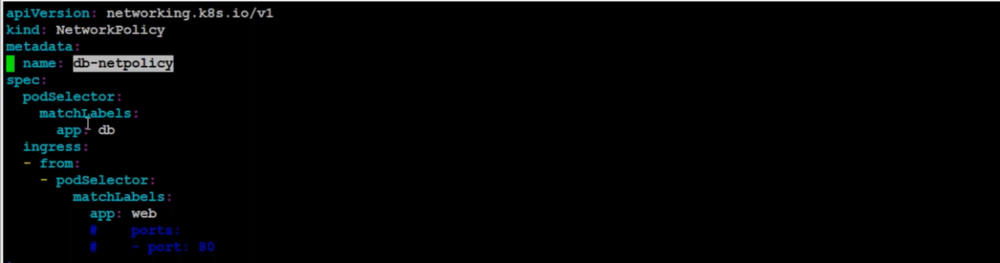 apiVersion: networking.k8s.io/v1
kind: NetworkPolicy
metadata:
  name: db-netpolicy
spec:
  podSelector:
    matchLabels:
      app: db
  ingress:
  - from:
    - podSelector:
        matchLabels:
          app: web
          #    ports:
          #    - port: 80